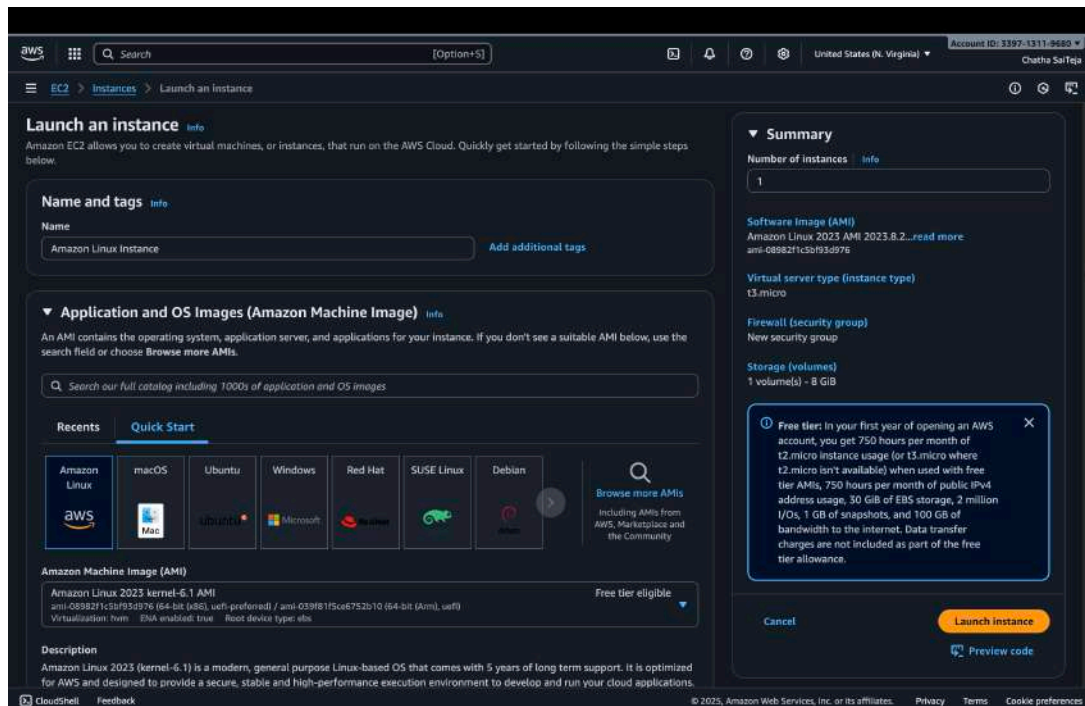 aws
Search [Option+S]
United States (N. Virginia)
Account ID: 3397-1311-9680
Chatha SaiTeja
EC2 > Instances > Launch an instance
Launch an instance Info
Amazon EC2 allows you to create virtual machines, or instances, that run on the AWS Cloud. Quickly get started by following the simple steps
below.
Name and tags Info
Name
Amazon Linux Instance
Add additional tags
Application and OS Images (Amazon Machine Image) Info
An AMI contains the operating system, application server, and applications for your instance. If you don't see a suitable AMI below, use the
search field or choose Browse more AMIs.
Search our full catalog including 1000s of application and OS images
Recents
Quick Start
Amazon
Linux
aws
macOS
Mac
Ubuntu
ubuntu
Windows
Microsoft
Red Hat
Red Hat
SUSE Linux
Debian
Browse more AMIs
Including AMIs from
AWS, Marketplace and
the Community
Amazon Machine Image (AMI)
Amazon Linux 2023 kernel-6.1 AMI
Free tier eligible
ami-08982f1c5bf93d976 (64-bit (x86), uefi-preferred) / ami-039f81f5ce6752b10 (64-bit (Arm), uefi)
Virtualization: hvm ENA enabled: true Root device type: ebs
Description
Amazon Linux 2023 (kernel-6.1) is a modern, general purpose Linux-based OS that comes with 5 years of long term support. It is optimized
for AWS and designed to provide a secure, stable and high-performance execution environment to develop and run your cloud applications.
Summary
Number of instances Info
1
Software Image (AMI)
Amazon Linux 2023 AMI 2023.8.2...read more
ami-08982f1c5bf93d976
Virtual server type (instance type)
t3.micro
Firewall (security group)
New security group
Storage (volumes)
1 volume(s) - 8 GiB
Free tier: In your first year of opening an AWS
account, you get 750 hours per month of
t2.micro instance usage (or t3.micro where
t2.micro isn't available) when used with free
tier AMIs, 750 hours per month of public IPv4
address usage, 30 GiB of EBS storage, 2 million
I/Os, 1 GB of snapshots, and 100 GB of
bandwidth to the internet. Data transfer
charges are not included as part of the free
tier allowance.
Cancel
Launch instance
Preview code
CloudShell Feedback
© 2025, Amazon Web Services, Inc. or its affiliates. Privacy Terms Cookie preferences